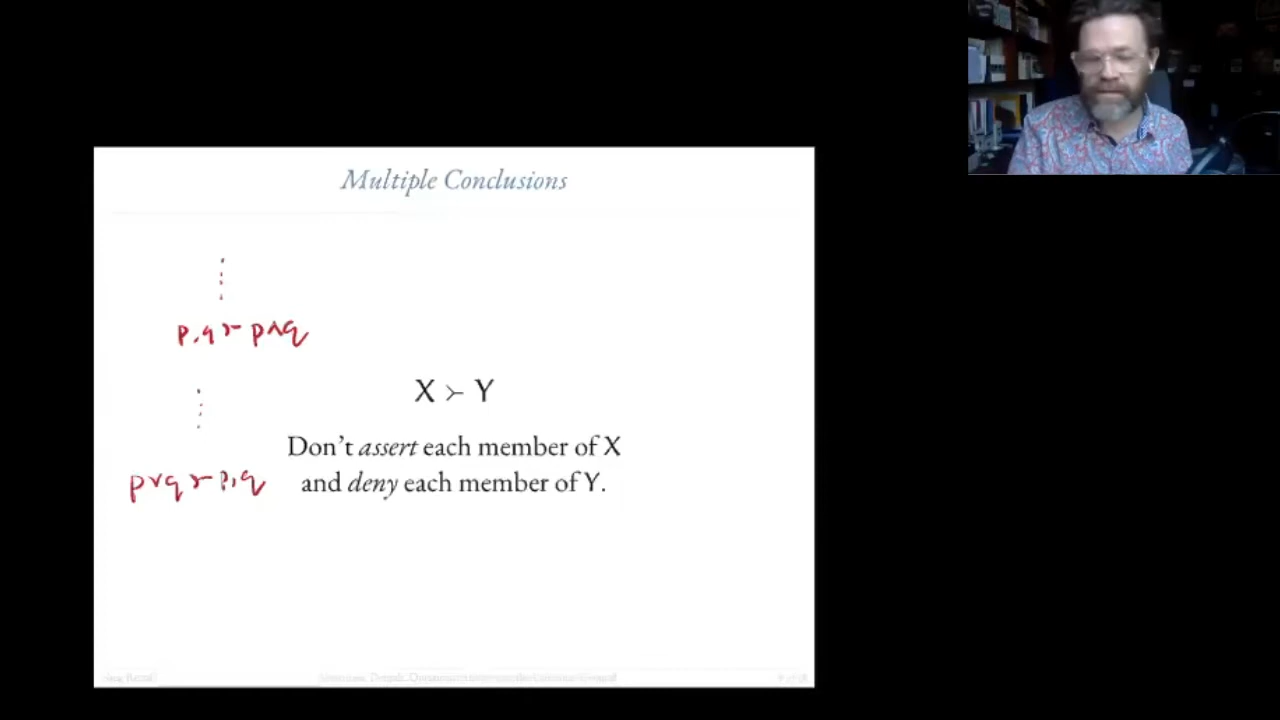 Multiple Conclusions
p,q ≻ p∧q
X ≻ Y
Don't assert each member of X
p∨q ≻ p,q
and deny each member of Y.